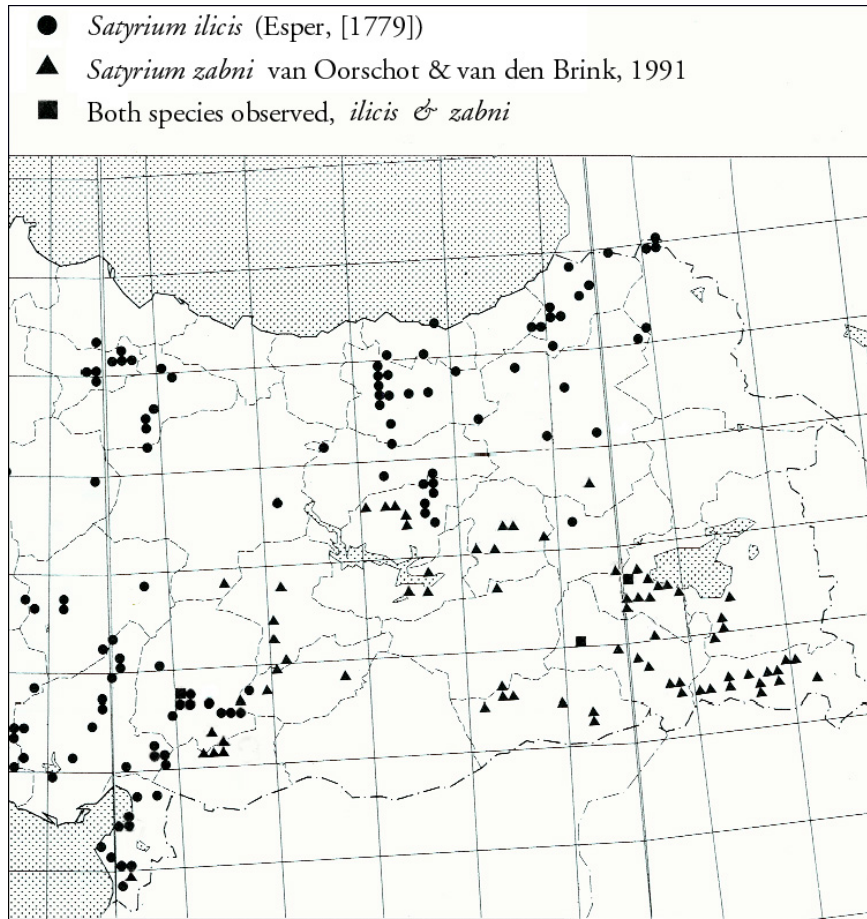 Satyrium ilicis (Esper, [1779])
Satyrium zabni van Oorschot & van den Brink, 1991
Both species observed, ilicis & zabni